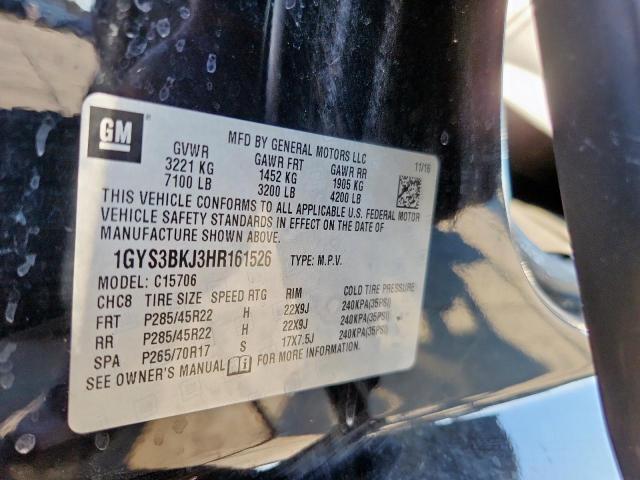 GM
MFD BY GENERAL MOTORS LLC
11/16
GVWR GAWR FRT GAWR RR
3221 KG 1452 KG 1905 KG
7100 LB 3200 LB 4200 LB
THIS VEHICLE CONFORMS TO ALL APPLICABLE U.S. FEDERAL MOTOR
VEHICLE SAFETY STANDARDS IN EFFECT ON THE DATE OF
MANUFACTURE SHOWN ABOVE.
1GYS3BKJ3HR161526 TYPE: M.P.V.
MODEL: C15706
CHC8 TIRE SIZE SPEED RTG RIM COLD TIRE PRESSURE
FRT P285/45R22 H 22X9J 240KPA(35PSI)
RR P285/45R22 H 22X9J 240KPA(35PSI)
SPA P265/70R17 S 17X7.5J 240KPA(35PSI)
SEE OWNER'S MANUAL FOR MORE INFORMATION